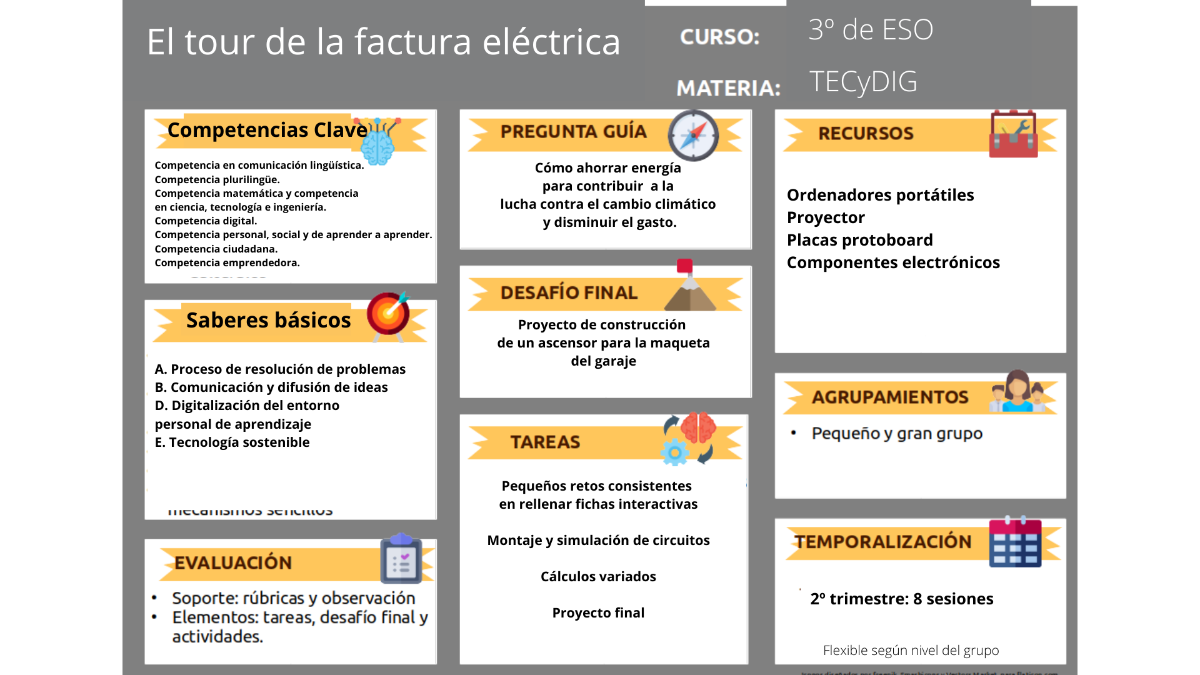 El tour de la factura eléctrica
CURSO:
3º de ESO
MATERIA:
TECyDIG
Competencias Clave
Competencia en comunicación lingüística.
Competencia plurilingüe.
Competencia matemática y competencia
en ciencia, tecnología e ingeniería.
Competencia digital.
Competencia personal, social y de aprender a aprender.
Competencia ciudadana.
Competencia emprendedora.
Saberes básicos
A. Proceso de resolución de problemas
B. Comunicación y difusión de ideas
D. Digitalización del entorno
personal de aprendizaje
E. Tecnología sostenible
mecanismos sencillos
EVALUACIÓN
• Soporte: rúbricas y observación
• Elementos: tareas, desafío final y
actividades.
PREGUNTA GUÍA
Cómo ahorrar energía
para contribuir a la
lucha contra el cambio climático
y disminuir el gasto.
DESAFÍO FINAL
Proyecto de construcción
de un ascensor para la maqueta
del garaje
TAREAS
Pequeños retos consistentes
en rellenar fichas interactivas
Montaje y simulación de circuitos
Cálculos variados
Proyecto final
RECURSOS
Ordenadores portátiles
Proyector
Placas protoboard
Componentes electrónicos
AGRUPAMIENTOS
• Pequeño y gran grupo
TEMPORALIZACIÓN
2º trimestre: 8 sesiones
Flexible según nivel del grupo